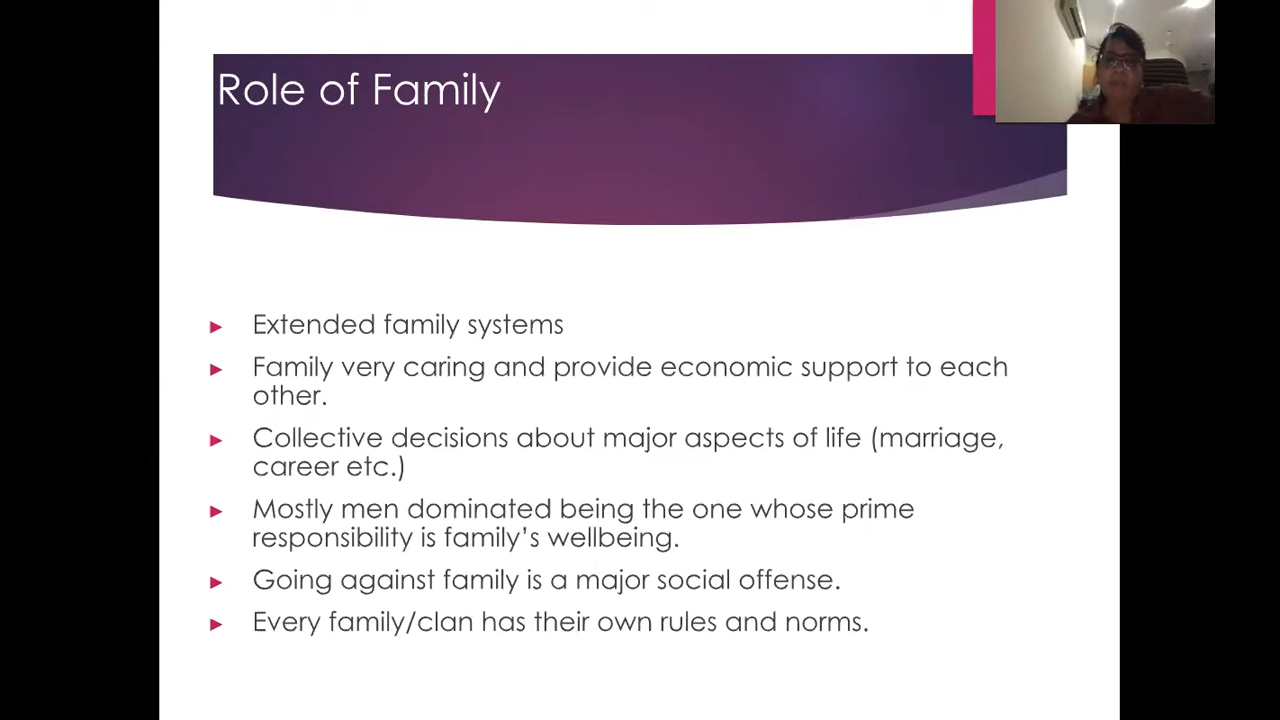 Role of Family
Extended family systems
Family very caring and provide economic support to each
other.
Collective decisions about major aspects of life (marriage,
career etc.)
Mostly men dominated being the one whose prime
responsibility is family’s wellbeing.
Going against family is a major social offense.
Every family/clan has their own rules and norms.